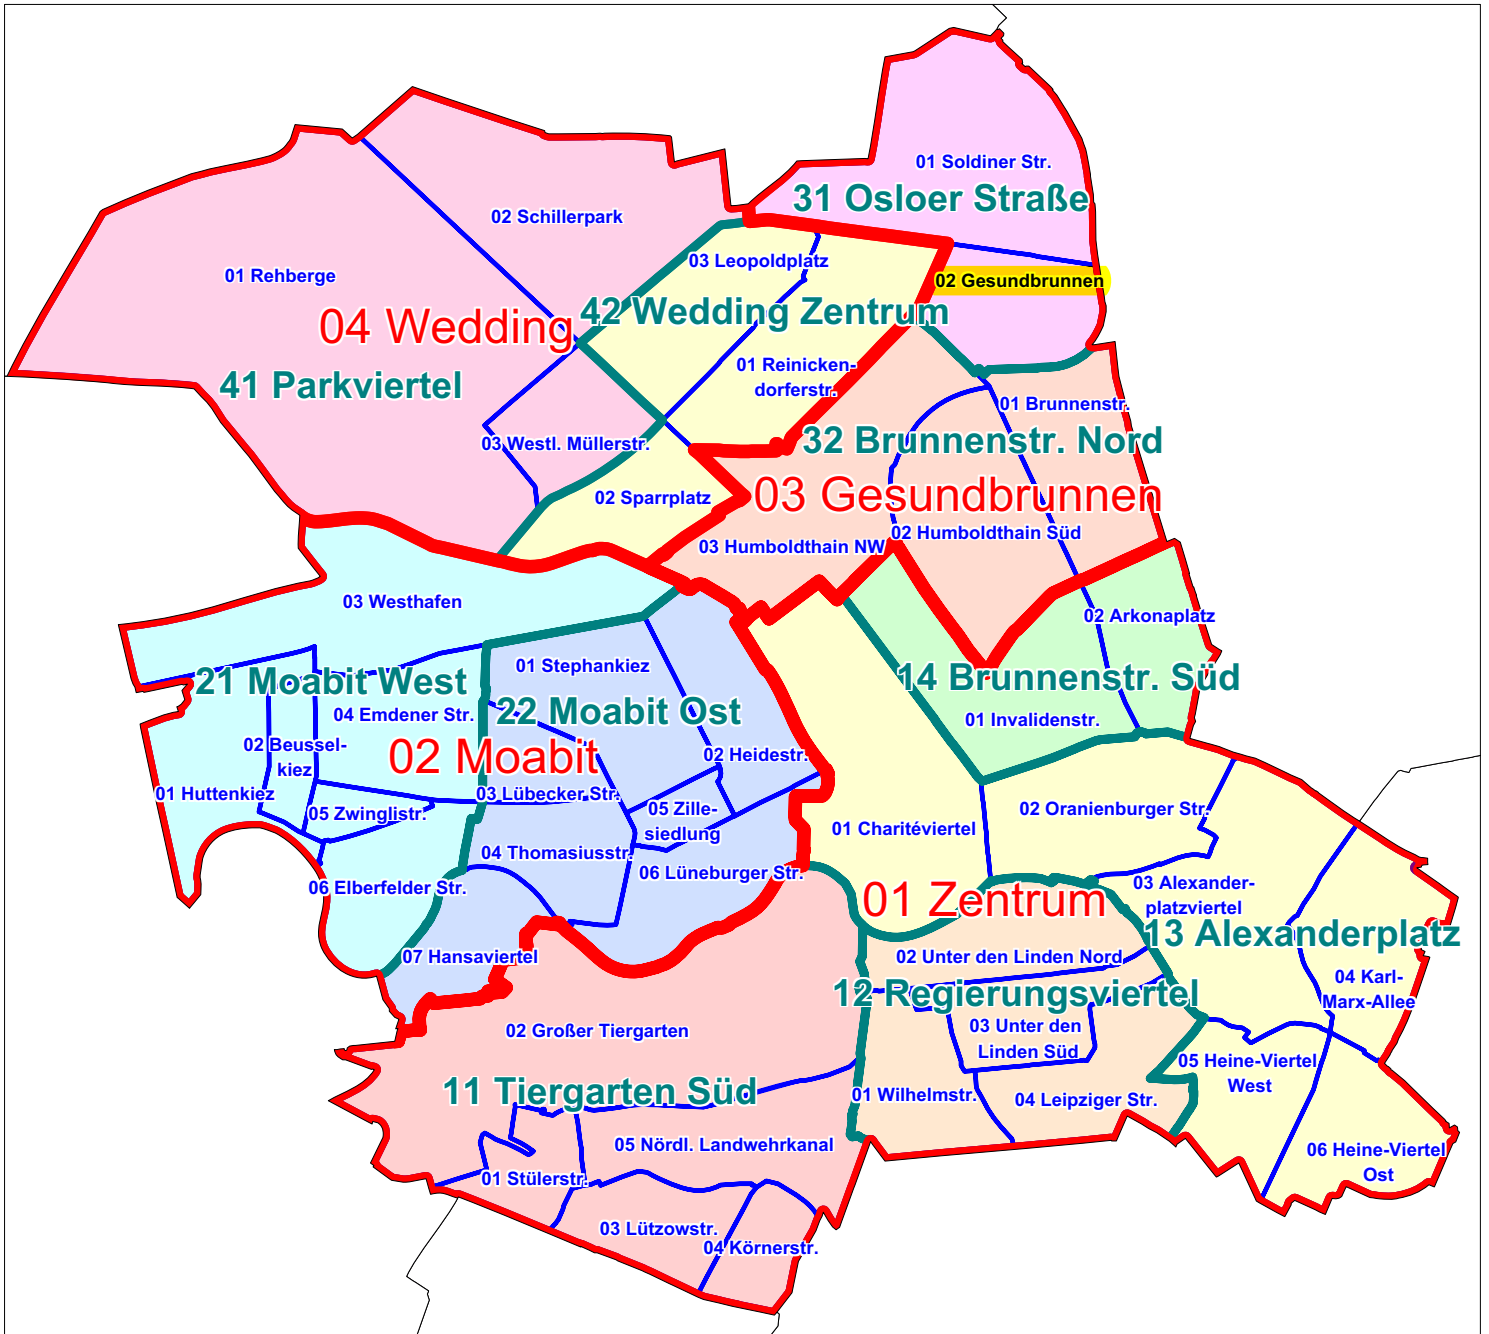 01 Soldiner Str.
31 Osloer Straße
02 Schillerpark
03 Leopoldplatz
01 Rehberge
02 Gesundbrunnen
42 Wedding Zentrum
04 Wedding
01 Reinicken-
dorferstr.
41 Parkviertel
01 Brunnenstr.
03 Westl. Müllerstr.
32 Brunnenstr. Nord
02 Sparrplatz
03 Gesundbrunnen
02 Humboldthain Süd
03 Humboldthain NW
03 Westhafen
02 Arkonaplatz
01 Stephankiez
21 Moabit West
14 Brunnenstr. Süd
04 Emdener Str.
22 Moabit Ost
01 Invalidenstr.
02 Beussel-
kiez
02 Moabit
02 Heidestr.
01 Huttenkiez
03 Lübecker Str.
05 Zwinglistr.
05 Zille-
siedlung
02 Oranienburger Str.
01 Charitéviertel
04 Thomasiusstr.
06 Lüneburger Str.
06 Elberfelder Str.
03 Alexander-
platzviertel
01 Zentrum
13 Alexanderplatz
07 Hansaviertel
02 Unter den Linden Nord
04 Karl-
Marx-Allee
12 Regierungsviertel
02 Großer Tiergarten
03 Unter den
Linden Süd
05 Heine-Viertel
West
11 Tiergarten Süd
01 Wilhelmstr.
04 Leipziger Str.
05 Nördl. Landwehrkanal
06 Heine-Viertel
Ost
01 Stülerstr.
03 Lützowstr.
04 Körnerstr.